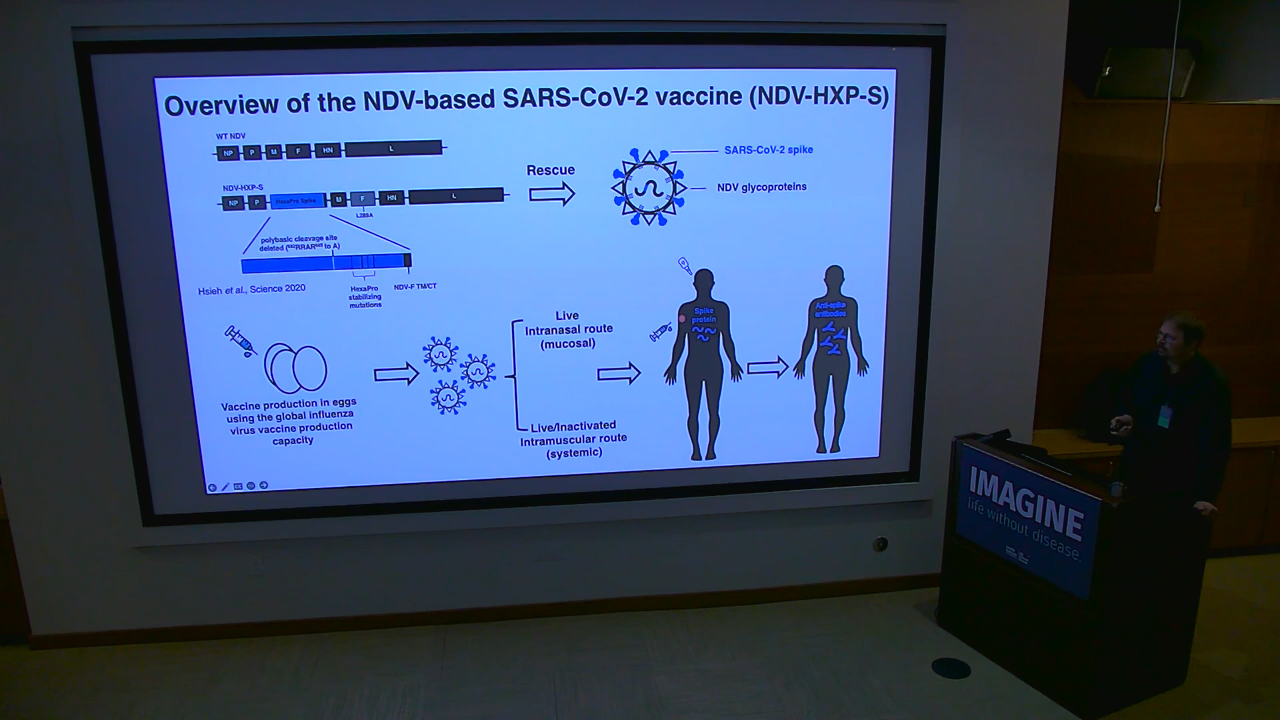 Overview of the NDV-based SARS-CoV-2 vaccine (NDV-HXP-S)
WT NDV
NP P M F HN L
NDV-HXP-S
NP P HexaPro Spike M F HN L
L289A
polybasic cleavage site
deleted (⁶⁸²RRAR⁶⁸⁵ to A)
HexaPro
stabilizing
mutations
NDV-F TM/CT
Hsieh et al., Science 2020
Rescue
SARS-CoV-2 spike
NDV glycoproteins
Vaccine production in eggs
using the global influenza
virus vaccine production
capacity
Live
Intranasal route
(mucosal)
Live/Inactivated
Intramuscular route
(systemic)
Spike
protein
Anti-spike
antibodies
IMAGINE
life without disease.